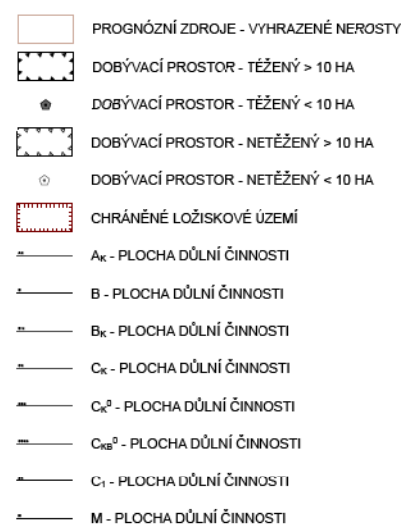 PROGNÓZNÍ ZDROJE - VYHRAZENÉ NEROSTY
DOBÝVACÍ PROSTOR - TĚŽENÝ > 10 HA
DOBÝVACÍ PROSTOR - TĚŽENÝ < 10 HA
DOBÝVACÍ PROSTOR - NETĚŽENÝ > 10 HA
DOBÝVACÍ PROSTOR - NETĚŽENÝ < 10 HA
CHRÁNĚNÉ LOŽISKOVÉ ÚZEMÍ
Aₖ - PLOCHA DŮLNÍ ČINNOSTI
B - PLOCHA DŮLNÍ ČINNOSTI
Bₖ - PLOCHA DŮLNÍ ČINNOSTI
Cₖ - PLOCHA DŮLNÍ ČINNOSTI
Cₖ⁰ - PLOCHA DŮLNÍ ČINNOSTI
C_KB⁰ - PLOCHA DŮLNÍ ČINNOSTI
C₁ - PLOCHA DŮLNÍ ČINNOSTI
M - PLOCHA DŮLNÍ ČINNOSTI